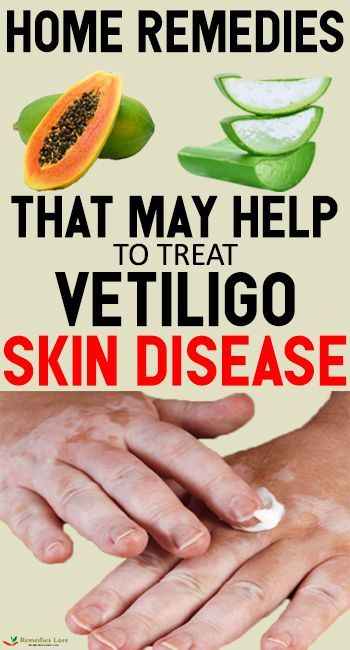 HOME REMEDIES
THAT MAY HELP
TO TREAT
VETILIGO
SKIN DISEASE
Remedies Lore